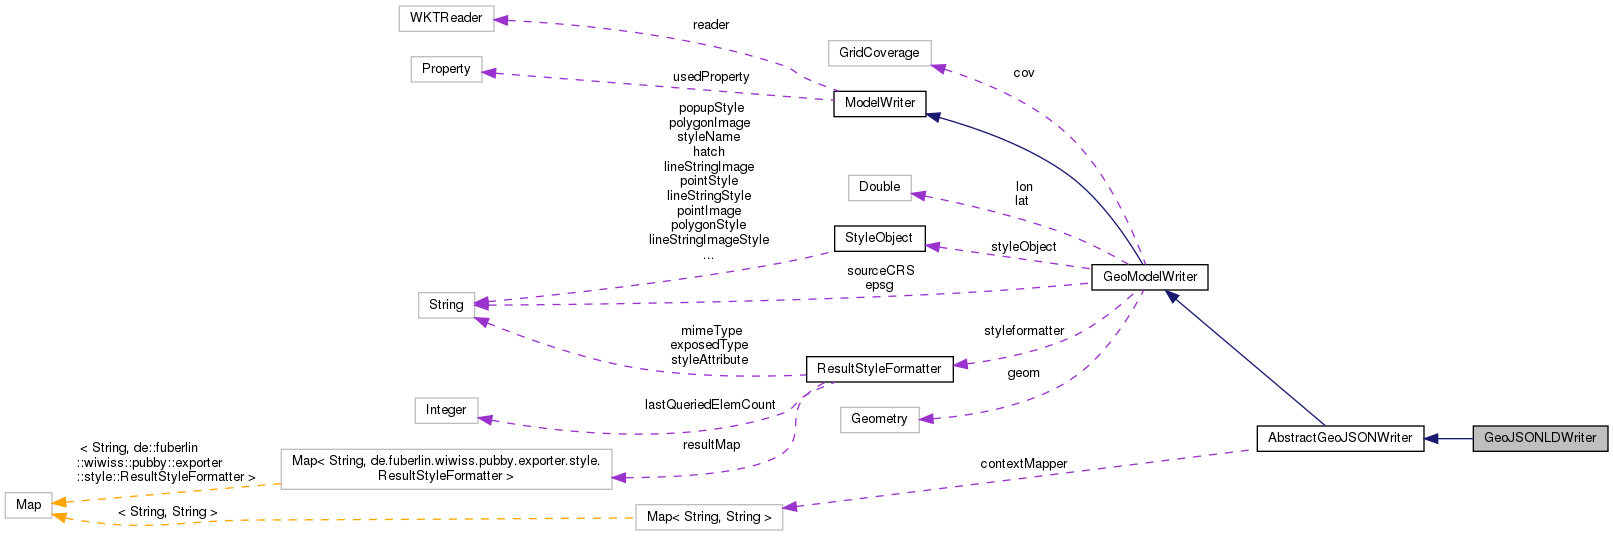 WKTReader
reader
GridCoverage
cov
Property
usedProperty
ModelWriter
popupStyle
polygonImage
styleName
hatch
lineStringImage
pointStyle
lineStringStyle
pointImage
polygonStyle
lineStringImageStyle
...
Double
lon
lat
StyleObject
styleObject
GeoModelWriter
sourceCRS
epsg
String
mimeType
exposedType
styleAttribute
styleformatter
ResultStyleFormatter
geom
Integer
lastQueriedElemCount
Geometry
resultMap
AbstractGeoJSONWriter
GeoJSONLDWriter
< String, de::fuberlin
::wiwiss::pubby::exporter
::style::ResultStyleFormatter >
Map< String, de.fuberlin.wiwiss.pubby.exporter.style.
ResultStyleFormatter >
contextMapper
Map
< String, String >
Map< String, String >